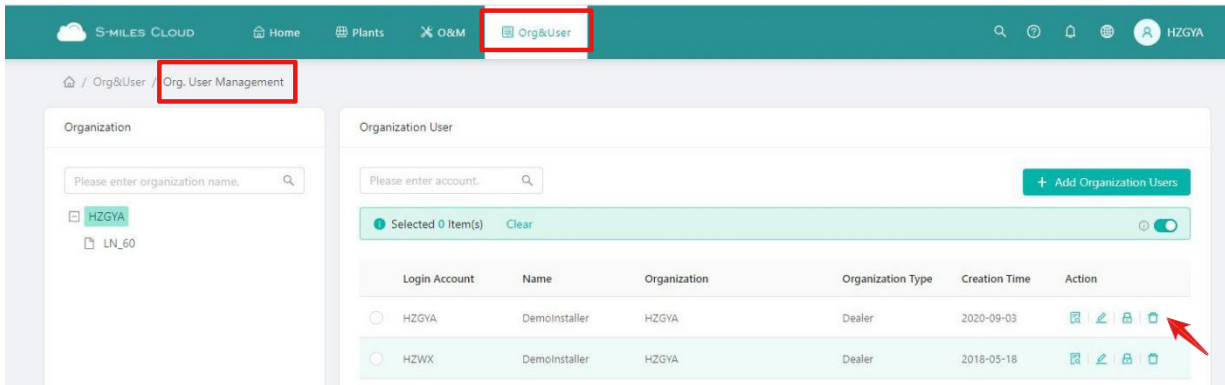 S-MILES CLOUD Home Plants O&M Org&User HZGYA
/ Org&User / Org. User Management
Organization
Please enter organization name.
HZGYA
LN_60
Organization User
Please enter account.
+ Add Organization Users
Selected 0 Item(s) Clear
Login Account Name Organization Organization Type Creation Time Action
HZGYA DemoInstaller HZGYA Dealer 2020-09-03
HZWX DemoInstaller HZGYA Dealer 2018-05-18